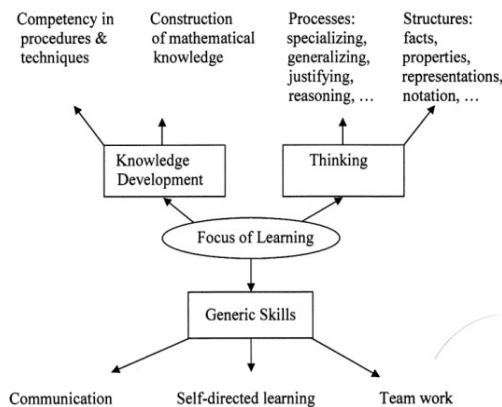 Competency in
procedures &
techniques
Construction
of mathematical
knowledge
Processes:
specializing,
generalizing,
justifying,
reasoning, ...
Structures:
facts,
properties,
representations,
notation, ...
Knowledge
Development
Thinking
Focus of Learning
Generic Skills
Communication
Self-directed learning
Team work